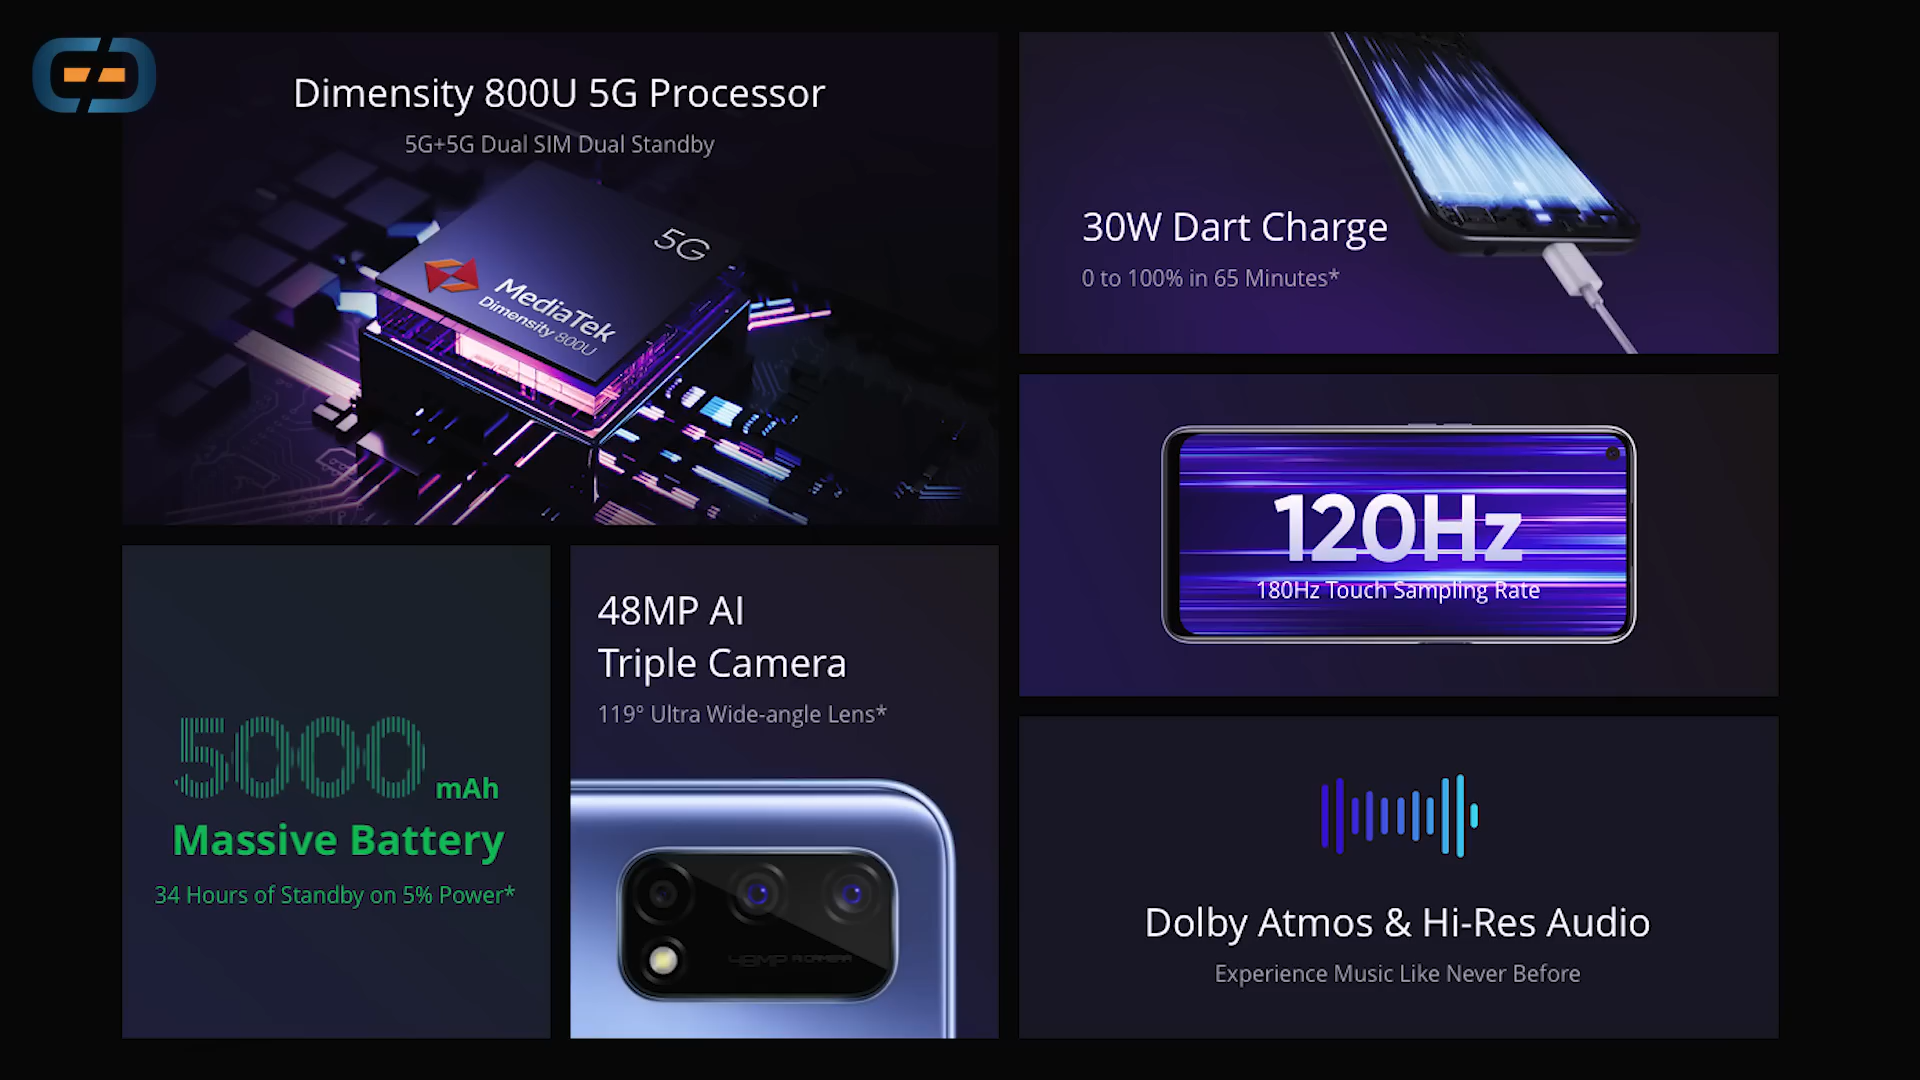 Dimensity 800U 5G Processor
5G+5G Dual SIM Dual Standby
5G
MediaTek
Dimensity 800U
30W Dart Charge
0 to 100% in 65 Minutes*
120Hz
180Hz Touch Sampling Rate
5000 mAh
Massive Battery
34 Hours of Standby on 5% Power*
48MP AI
Triple Camera
119° Ultra Wide-angle Lens*
48MP AI CAMERA
Dolby Atmos & Hi-Res Audio
Experience Music Like Never Before